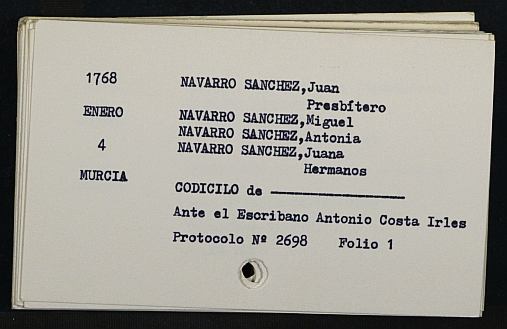 1768
NAVARRO SANCHEZ,Juan
Presbítero
ENERO
NAVARRO SANCHEZ,Miguel
NAVARRO SANCHEZ,Antonia
4
NAVARRO SANCHEZ,Juana
Hermanos
MURCIA
CODICILO de
Ante el Escribano Antonio Costa Irles
Protocolo Nº 2698 Folio 1